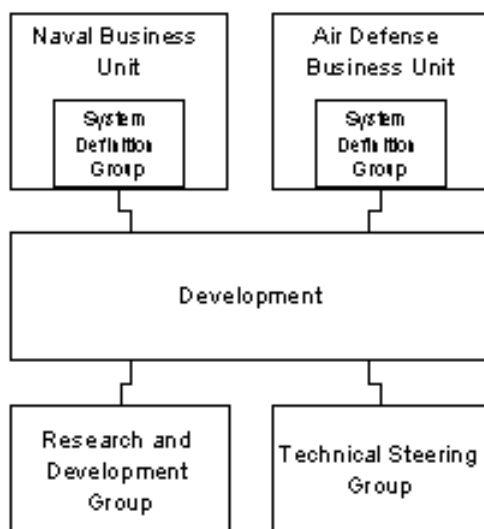 Naval Business
Unit
System
Definition
Group
Air Defense
Business Unit
System
Definition
Group
Development
Research and
Development
Group
Technical Steering
Group